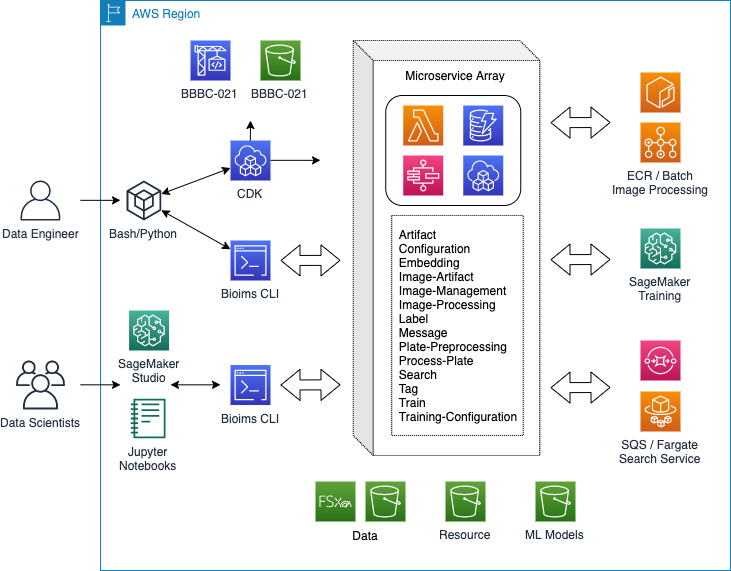 AWS Region
BBBC-021
BBBC-021
CDK
Data Engineer
Bash/Python
Bioims CLI
SageMaker
Studio
Data Scientists
Bioims CLI
Jupyter
Notebooks
Microservice Array
Artifact
Configuration
Embedding
Image-Artifact
Image-Management
Image-Processing
Label
Message
Plate-Preprocessing
Process-Plate
Search
Tag
Train
Training-Configuration
ECR / Batch
Image Processing
SageMaker
Training
SQS / Fargate
Search Service
FSx
Data
Resource
ML Models